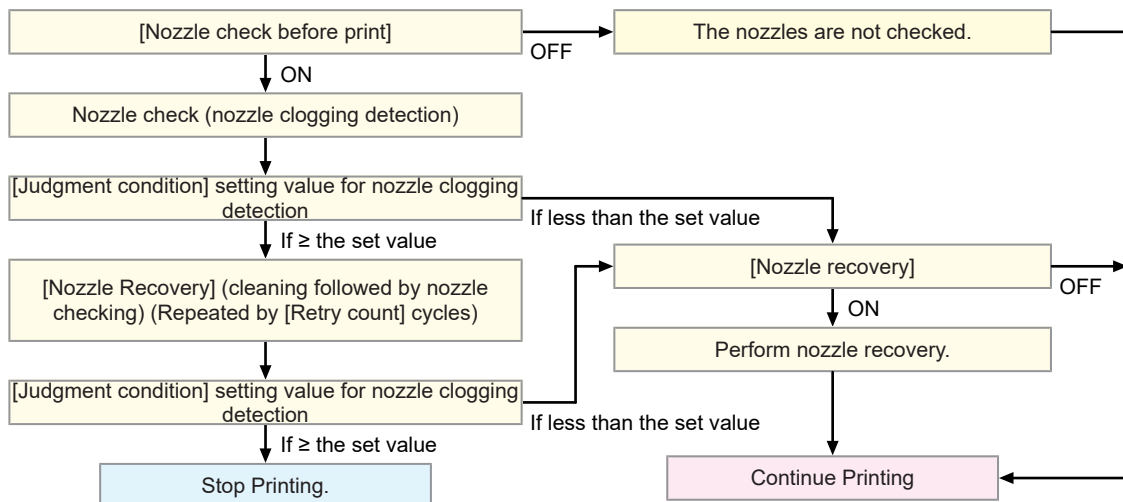 [Nozzle check before print]
OFF
The nozzles are not checked.
ON
Nozzle check (nozzle clogging detection)
[Judgment condition] setting value for nozzle clogging
detection
If less than the set value
If ≥ the set value
[Nozzle recovery]
OFF
[Nozzle Recovery] (cleaning followed by nozzle
checking) (Repeated by [Retry count] cycles)
ON
Perform nozzle recovery.
[Judgment condition] setting value for nozzle clogging
detection
If less than the set value
If ≥ the set value
Stop Printing.
Continue Printing